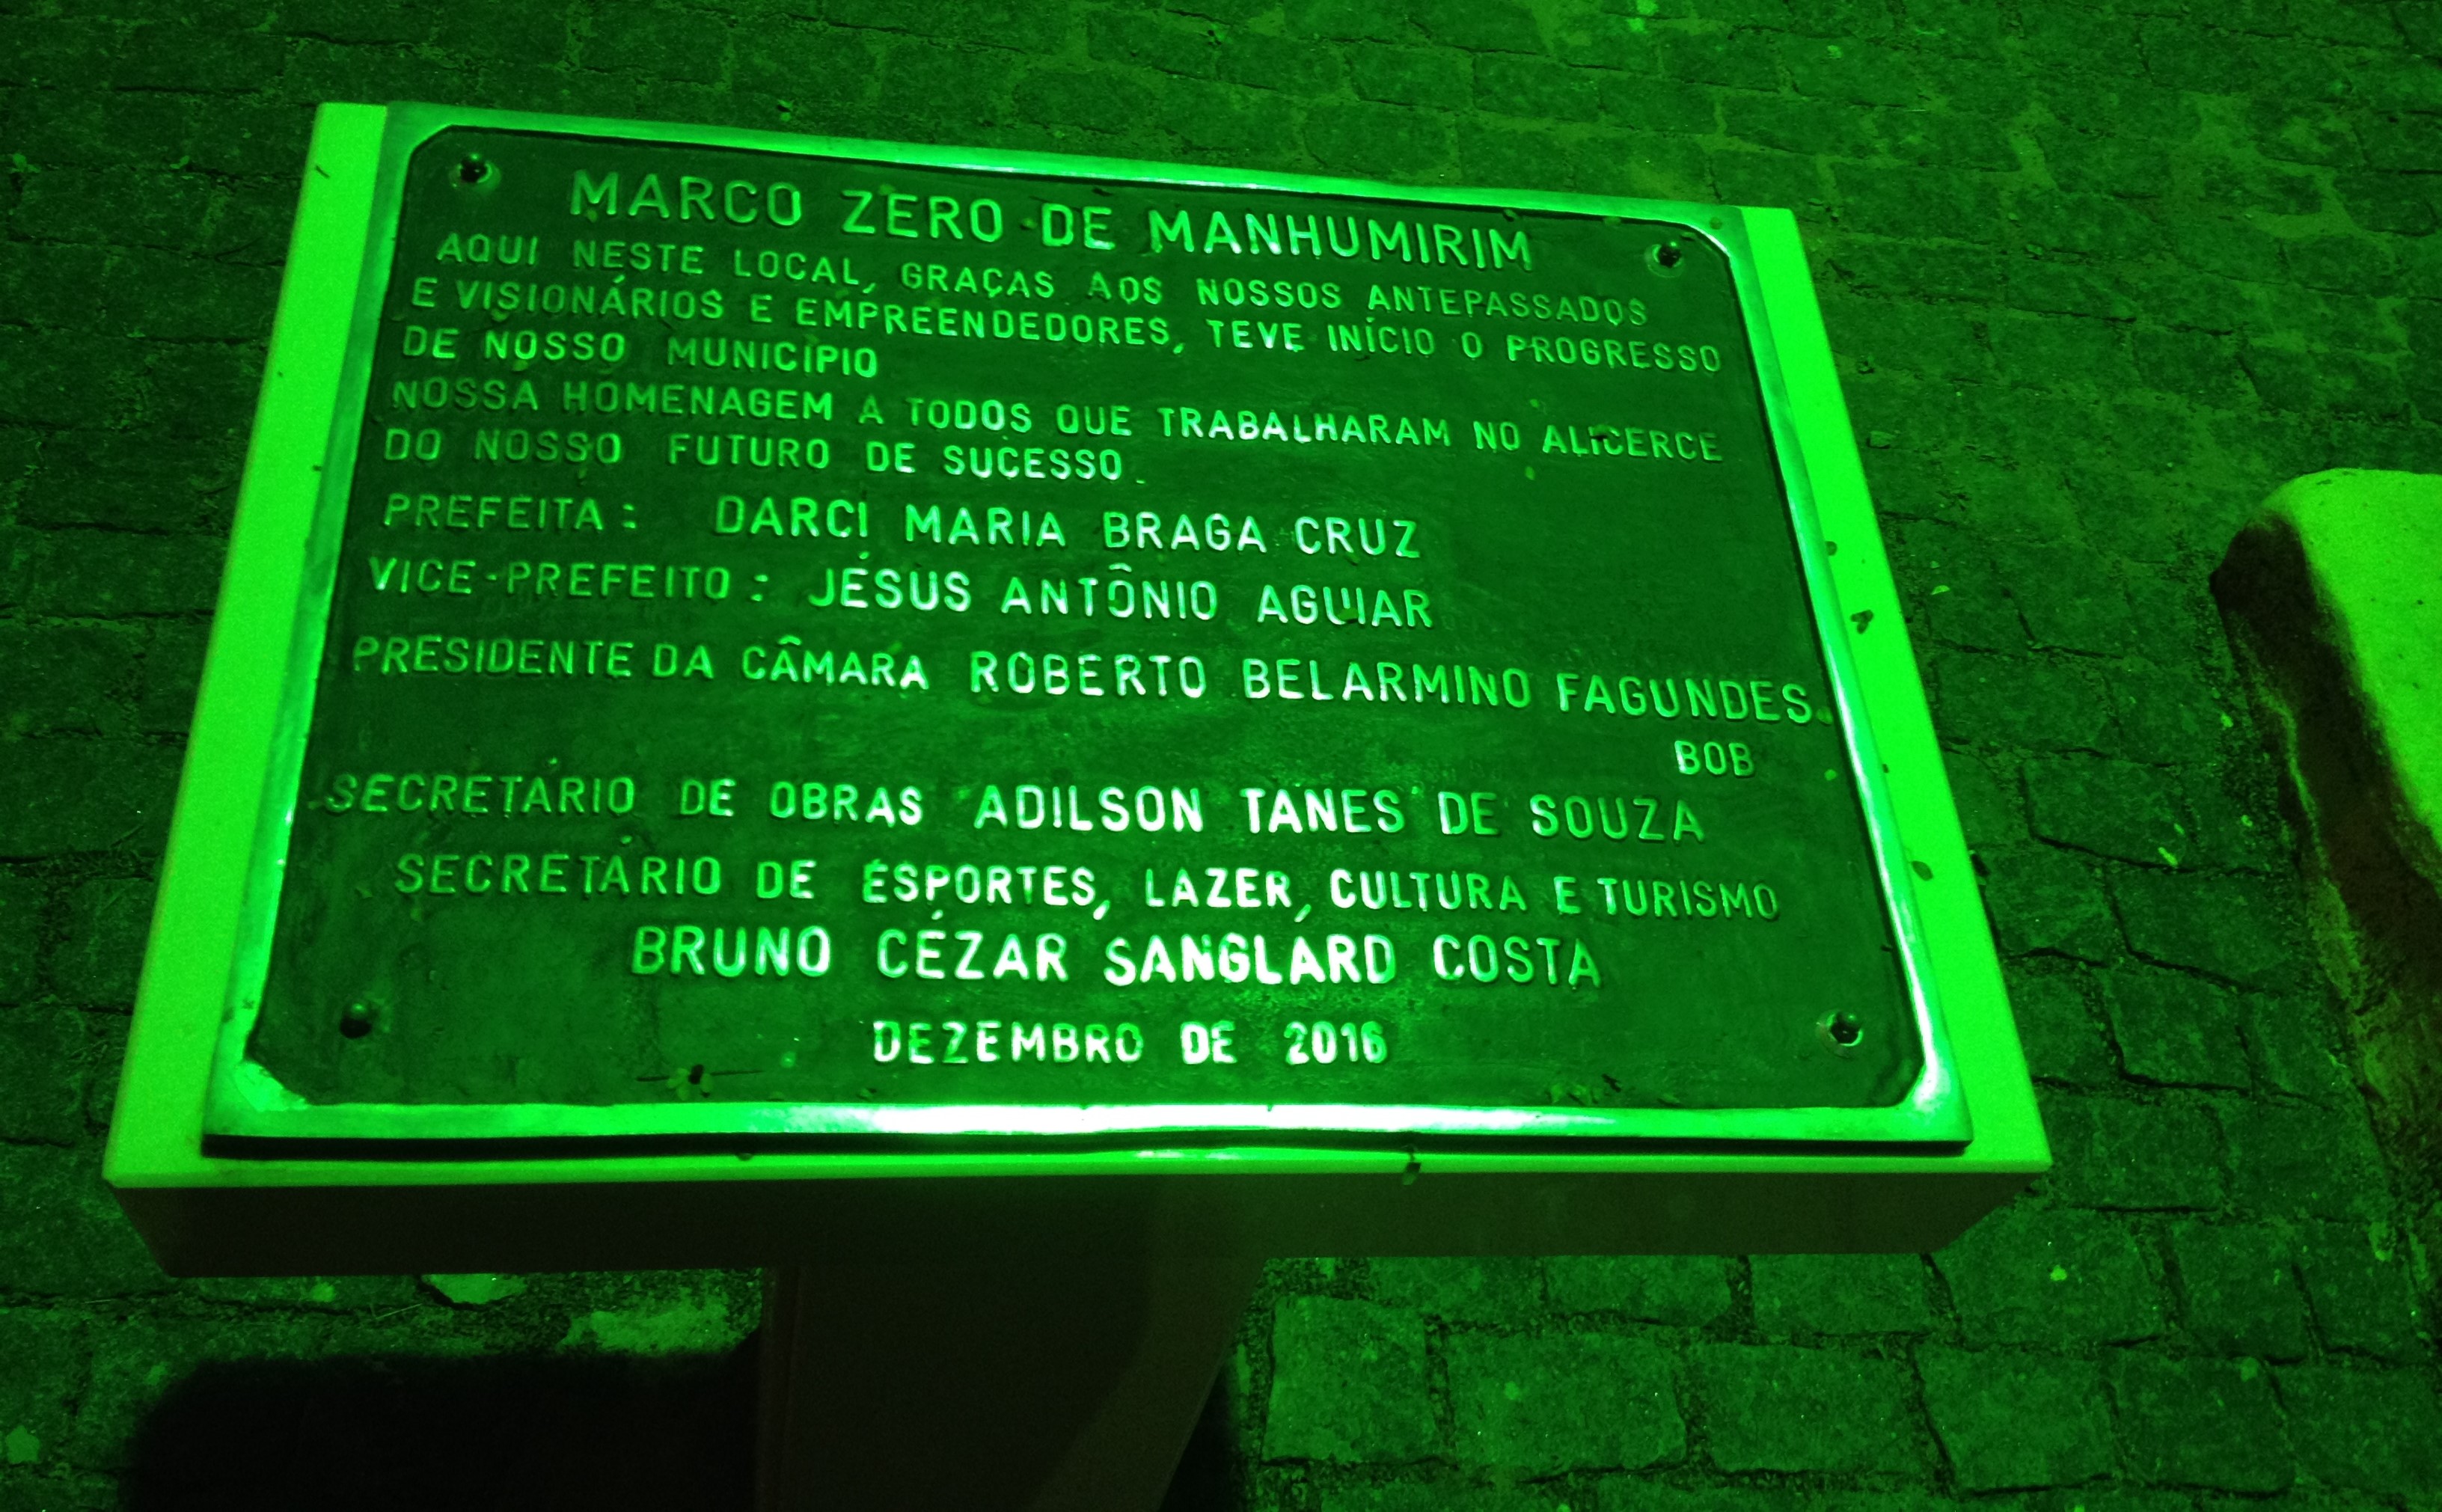 MARCO ZERO DE MANHUMIRIM
AQUI NESTE LOCAL, GRAÇAS AOS NOSSOS ANTEPASSADOS
E VISIONÁRIOS E EMPREENDEDORES, TEVE INÍCIO O PROGRESSO
DE NOSSO MUNICÍPIO
NOSSA HOMENAGEM A TODOS QUE TRABALHARAM NO ALICERCE
DO NOSSO FUTURO DE SUCESSO.
PREFEITA: DARCI MARIA BRAGA CRUZ
VICE-PREFEITO: JÉSUS ANTÔNIO AGUIAR
PRESIDENTE DA CÂMARA ROBERTO BELARMINO FAGUNDES
BOB
SECRETÁRIO DE OBRAS ADILSON TANES DE SOUZA
SECRETÁRIO DE ESPORTES, LAZER, CULTURA E TURISMO
BRUNO CÉZAR SANGLARD COSTA
DEZEMBRO DE 2016